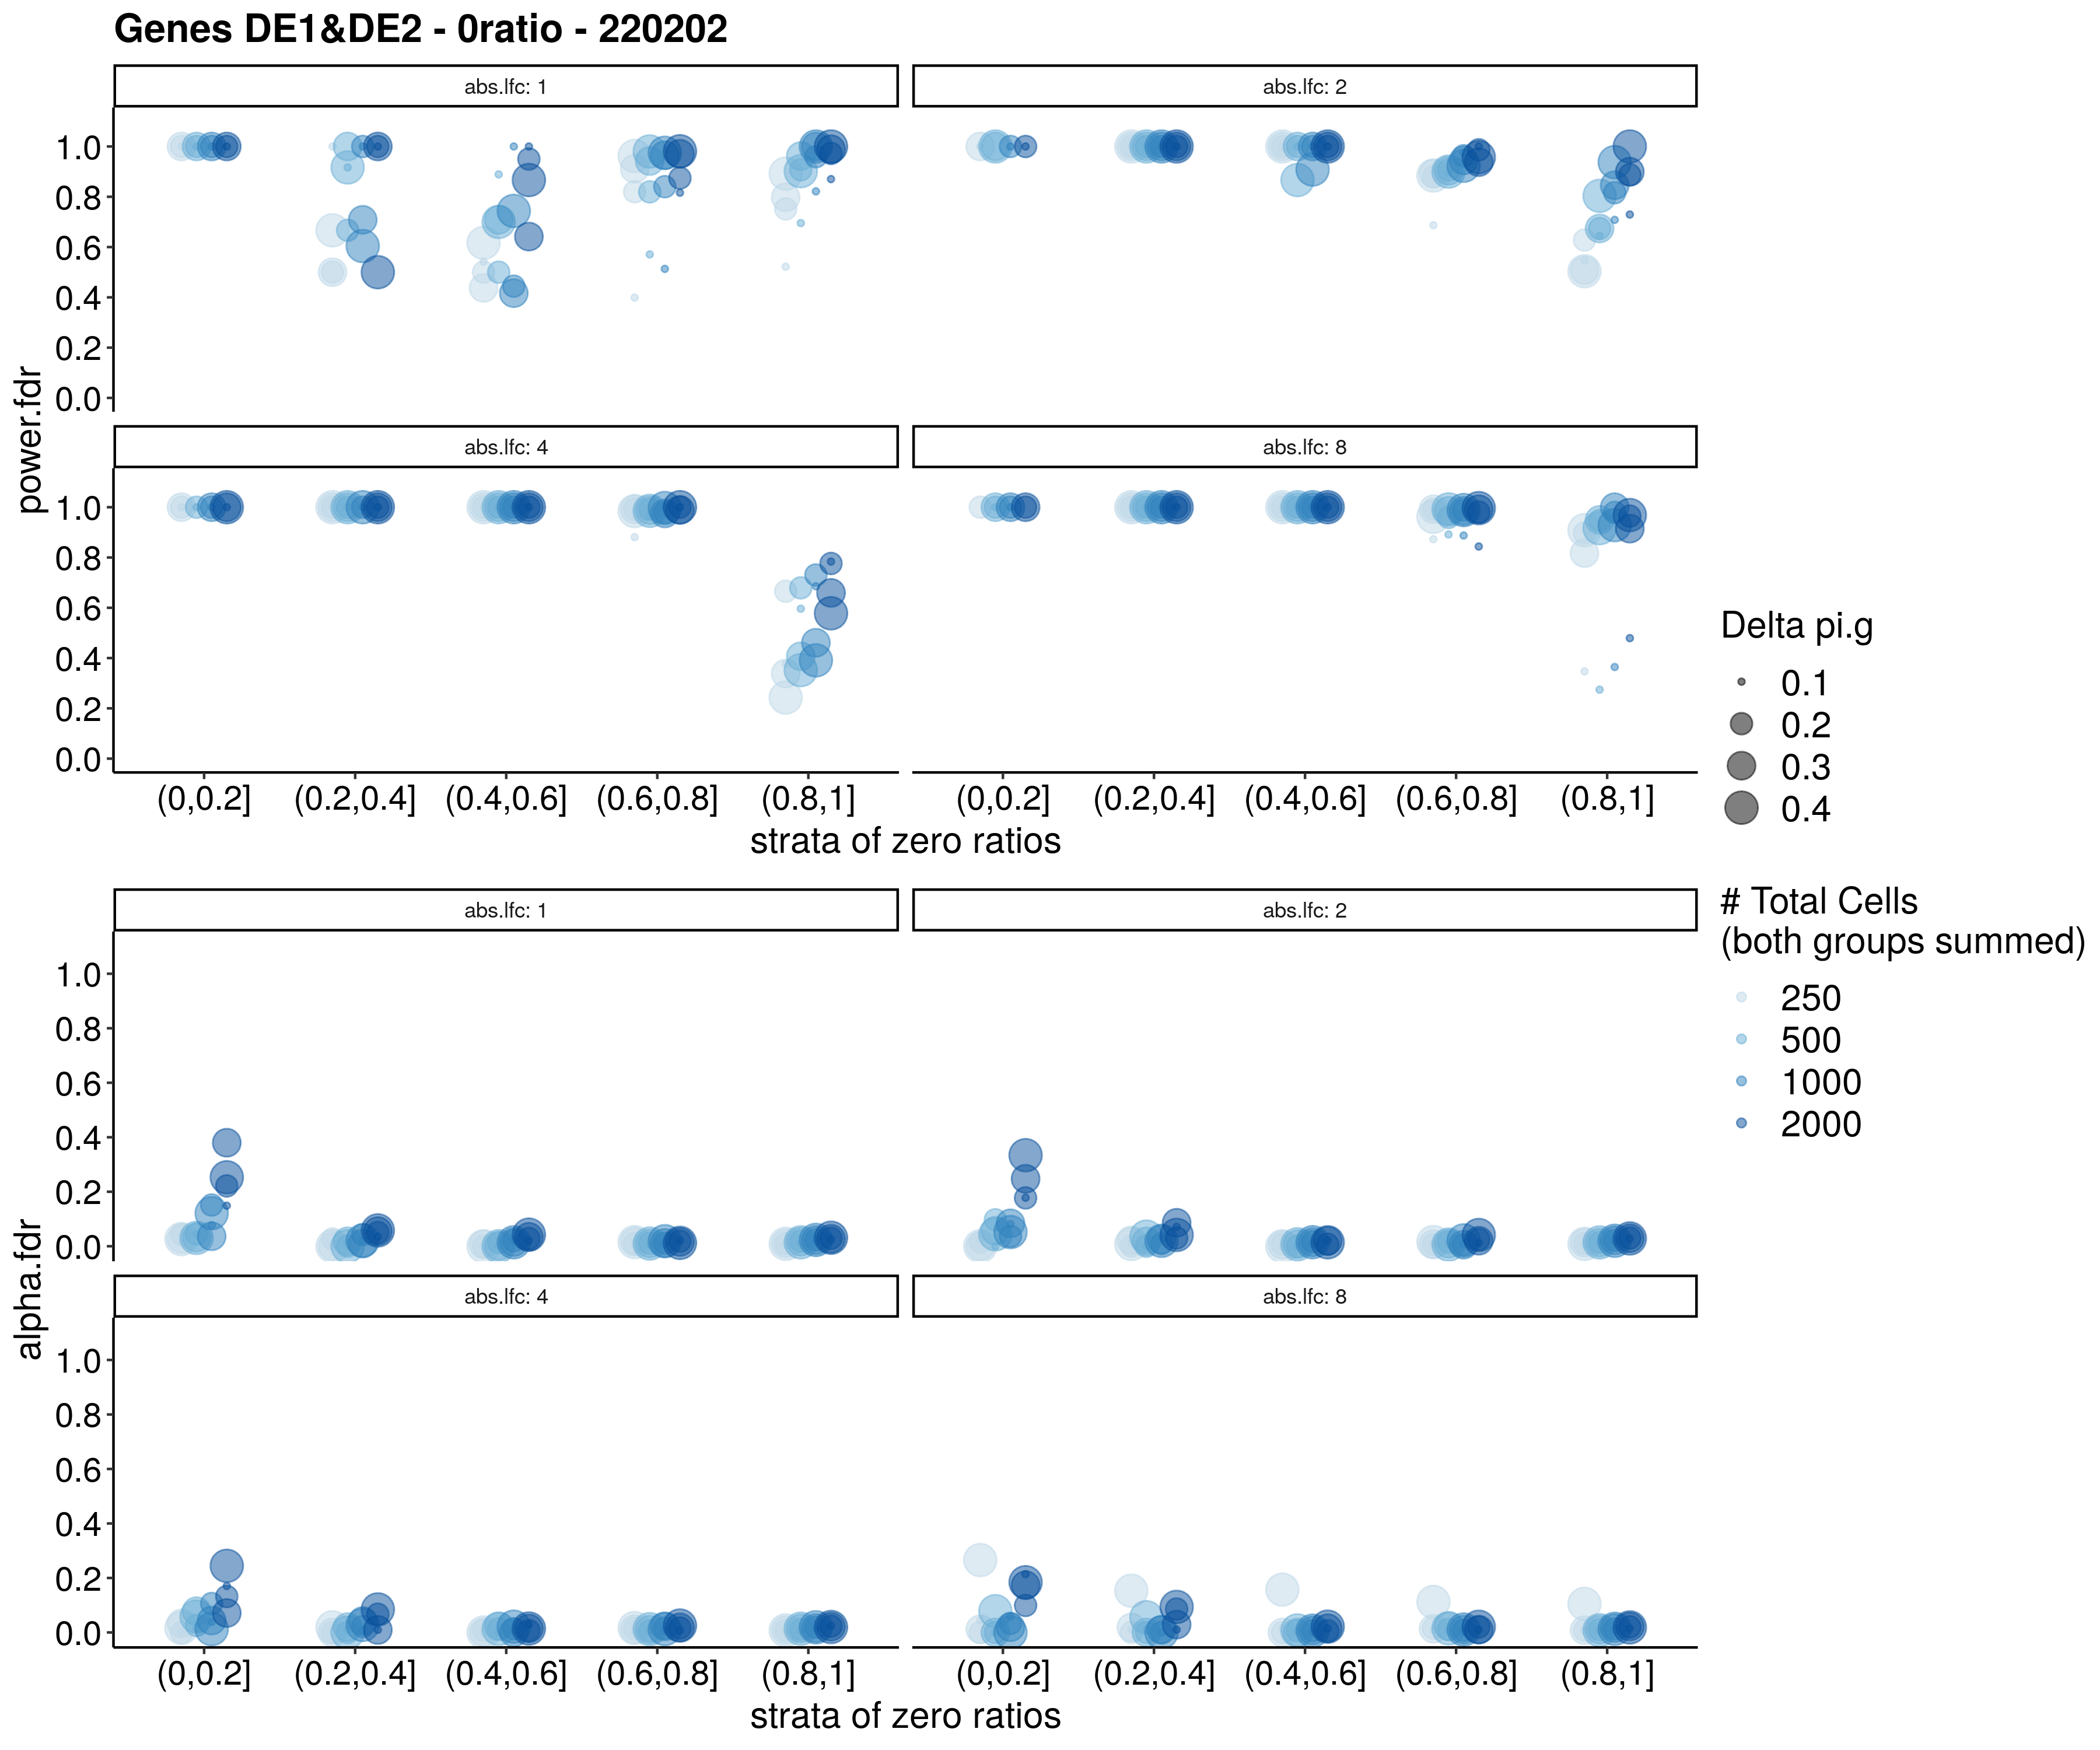 Genes DE1&DE2 - 0ratio - 220202
abs.lfc: 1
abs.lfc: 2
1.0
0.8
0.6
0.4
0.2
0.0
power.fdr
abs.lfc: 4
abs.lfc: 8
1.0
0.8
0.6
0.4
0.2
0.0
(0,0.2] (0.2,0.4] (0.4,0.6] (0.6,0.8] (0.8,1]
(0,0.2] (0.2,0.4] (0.4,0.6] (0.6,0.8] (0.8,1]
strata of zero ratios
Delta pi.g
0.1
0.2
0.3
0.4
# Total Cells
(both groups summed)
250
500
1000
2000
abs.lfc: 1
abs.lfc: 2
1.0
0.8
0.6
0.4
0.2
0.0
alpha.fdr
abs.lfc: 4
abs.lfc: 8
1.0
0.8
0.6
0.4
0.2
0.0
(0,0.2] (0.2,0.4] (0.4,0.6] (0.6,0.8] (0.8,1]
(0,0.2] (0.2,0.4] (0.4,0.6] (0.6,0.8] (0.8,1]
strata of zero ratios